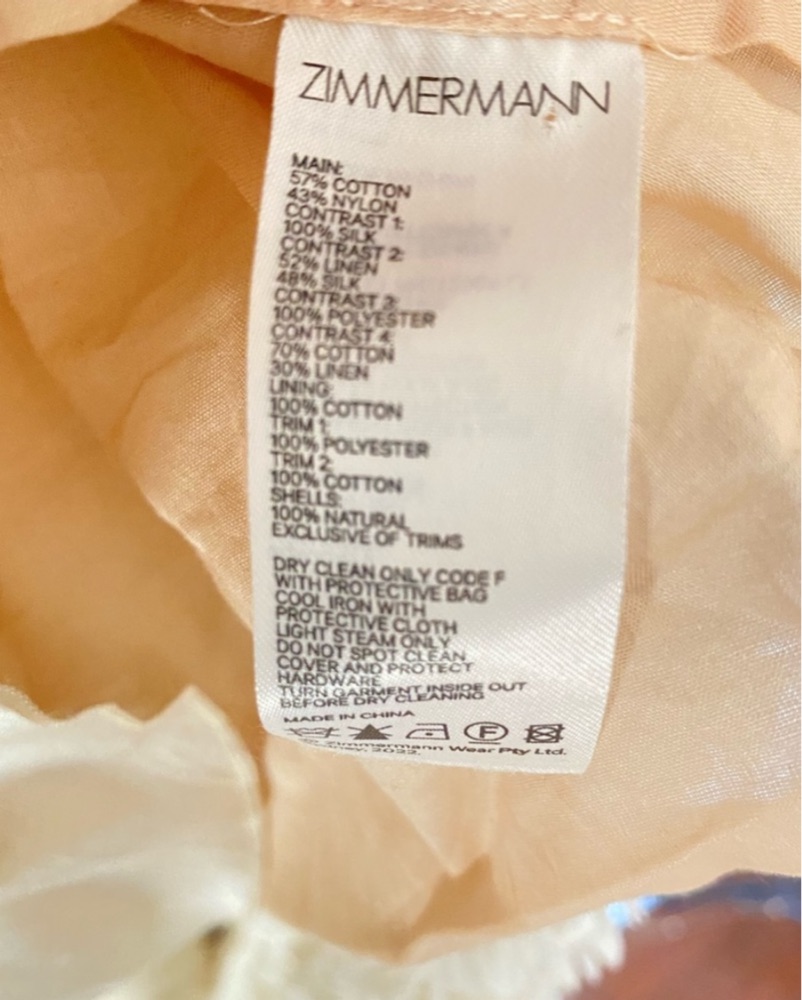 ZIMMERMANN
MAIN:
57% COTTON
43% NYLON
CONTRAST 1:
100% SILK
CONTRAST 2:
52% LINEN
48% SILK
CONTRAST 3:
100% POLYESTER
CONTRAST 4:
70% COTTON
30% LINEN
LINING:
100% COTTON
TRIM 1:
100% POLYESTER
TRIM 2:
100% COTTON
SHELLS:
100% NATURAL
EXCLUSIVE OF TRIMS
DRY CLEAN ONLY CODE F
WITH PROTECTIVE BAG
COOL IRON WITH
PROTECTIVE CLOTH
LIGHT STEAM ONLY
DO NOT SPOT CLEAN
COVER AND PROTECT
HARDWARE
TURN GARMENT INSIDE OUT
BEFORE DRY CLEANING
MADE IN CHINA
F
© Zimmermann Wear Pty Ltd.
2022.